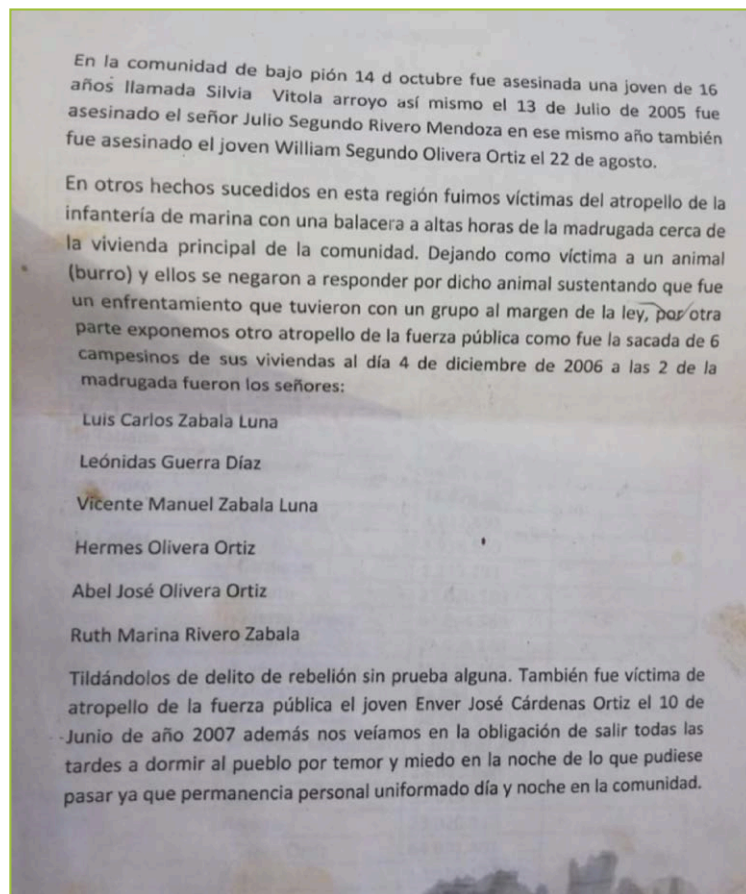 En la comunidad de bajo pión 14 d octubre fue asesinada una joven de 16
años llamada Silvia Vitola arroyo así mismo el 13 de Julio de 2005 fue
asesinado el señor Julio Segundo Rivero Mendoza en ese mismo año también
fue asesinado el joven William Segundo Olivera Ortiz el 22 de agosto.
En otros hechos sucedidos en esta región fuimos víctimas del atropello de la
infantería de marina con una balacera a altas horas de la madrugada cerca de
la vivienda principal de la comunidad. Dejando como víctima a un animal
(burro) y ellos se negaron a responder por dicho animal sustentando que fue
un enfrentamiento que tuvieron con un grupo al margen de la ley, por otra
parte exponemos otro atropello de la fuerza pública como fue la sacada de 6
campesinos de sus viviendas al día 4 de diciembre de 2006 a las 2 de la
madrugada fueron los señores:
Luis Carlos Zabala Luna
Leónidas Guerra Díaz
Vicente Manuel Zabala Luna
Hermes Olivera Ortiz
Abel José Olivera Ortiz
Ruth Marina Rivero Zabala
Tildándolos de delito de rebelión sin prueba alguna. También fue víctima de
atropello de la fuerza pública el joven Enver José Cárdenas Ortiz el 10 de
Junio de año 2007 además nos veíamos en la obligación de salir todas las
tardes a dormir al pueblo por temor y miedo en la noche de lo que pudiese
pasar ya que permanencia personal uniformado día y noche en la comunidad.